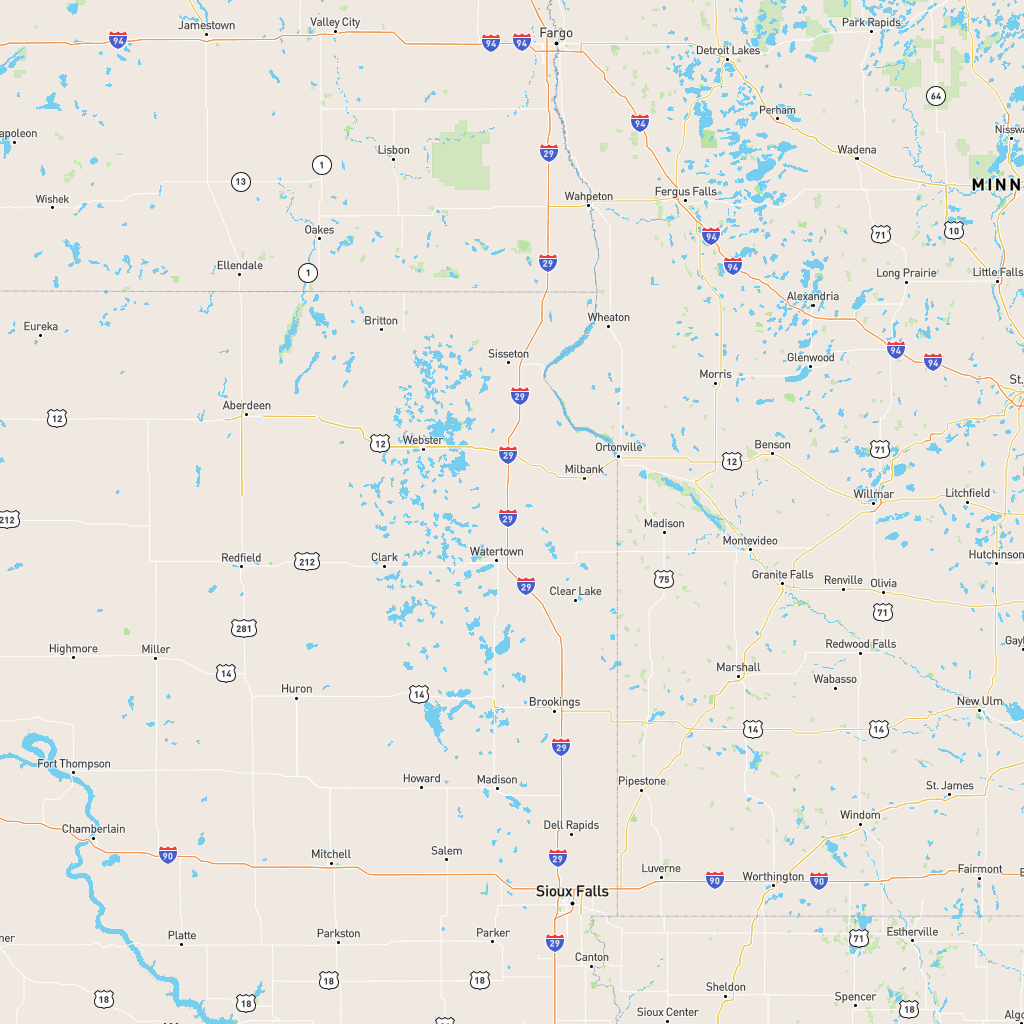 Jamestown
Valley City
Fargo
Park Rapids
94
94
94
Detroit Lakes
64
Perham
94
apoleon
Lisbon
29
Wadena
Nissw
1
13
MINN
Wishek
Wahpeton
Fergus Falls
Oakes
94
71
10
Ellendale
1
29
94
Long Prairie
Little Falls
Alexandria
Eureka
Britton
Wheaton
Sisseton
Glenwood
94
94
Morris
St.
29
Aberdeen
12
12
Webster
29
Ortonville
Benson
71
12
Milbank
Willmar
Litchfield
212
29
Madison
Montevideo
Redfield
212
Clark
Watertown
Hutchinson
29
Clear Lake
75
Granite Falls
Renville
Olivia
71
281
Highmore
Miller
Redwood Falls
Gayl
14
Marshall
Wabasso
Huron
14
Brookings
New Ulm
14
14
29
Fort Thompson
Howard
Madison
Pipestone
St. James
Chamberlain
Dell Rapids
Windom
90
Mitchell
Salem
29
Luverne
90
Worthington
90
Fairmont
Sioux Falls
ner
Platte
Parkston
Parker
29
71
Estherville
Canton
18
18
Sheldon
18
18
Spencer
18
Sioux Center
Algo